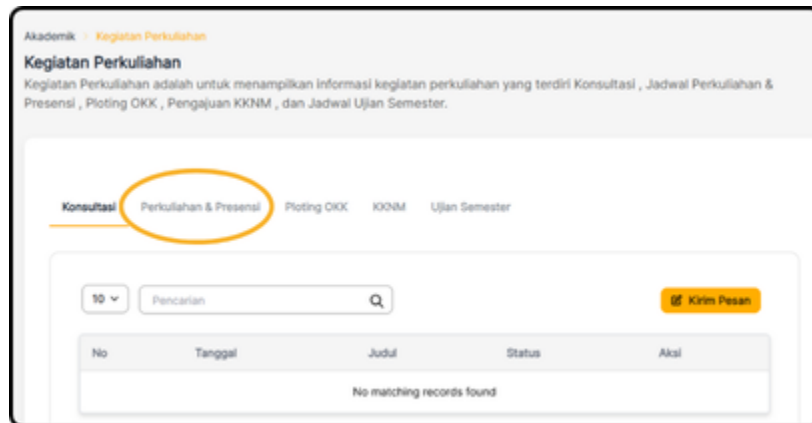 Akademik Kegiatan Perkuliahan
Kegiatan Perkuliahan
Kegiatan Perkuliahan adalah untuk menampilkan informasi kegiatan perkuliahan yang terdiri Konsultasi , Jadwal Perkuliahan &
Presensi , Ploting OKK , Pengajuan KKNM , dan Jadwal Ujian Semester.
Konsultasi Perkuliahan & Presensi Ploting OKK KKNM Ujian Semester
10 Pencarian Kirim Pesan
No Tanggal Judul Status Aksi
No matching records found